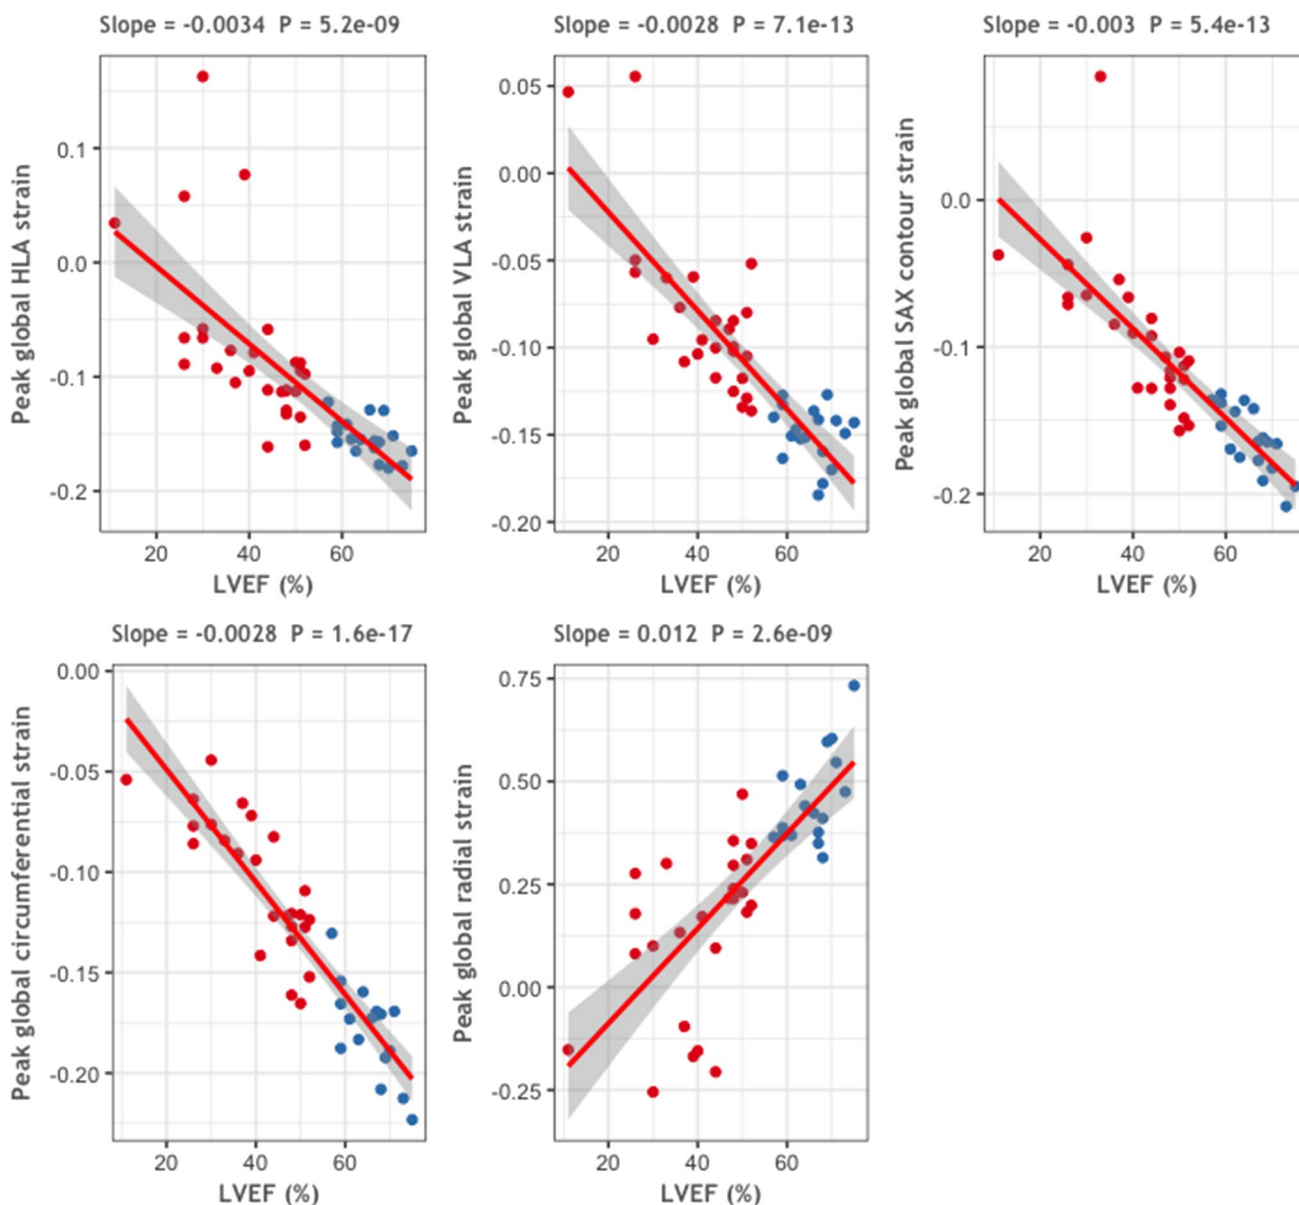 Slope = -0.0034 P = 5.2e-09
Peak global HLA strain
0.1
0.0
-0.1
-0.2
20 40 60
LVEF (%)
Slope = -0.0028 P = 7.1e-13
Peak global VLA strain
0.05
0.00
-0.05
-0.10
-0.15
-0.20
20 40 60
LVEF (%)
Slope = -0.003 P = 5.4e-13
Peak global SAX contour strain
0.0
-0.1
-0.2
20 40 60
LVEF (%)
Slope = -0.0028 P = 1.6e-17
Peak global circumferential strain
0.00
-0.05
-0.10
-0.15
-0.20
20 40 60
LVEF (%)
Slope = 0.012 P = 2.6e-09
Peak global radial strain
0.75
0.50
0.25
0.00
-0.25
20 40 60
LVEF (%)